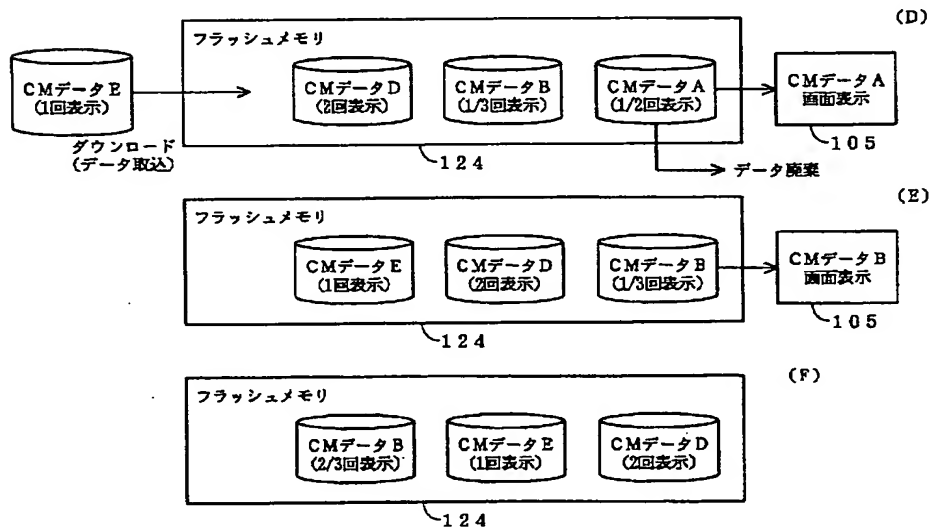 (D)
フラッシュメモリ
CMデータE
(1回表示)
CMデータD
(2回表示)
CMデータB
(1/3回表示)
CMデータA
(1/2回表示)
CMデータA
画面表示
ダウンロード
(データ取込)
124
105
データ廃棄
(E)
フラッシュメモリ
CMデータE
(1回表示)
CMデータD
(2回表示)
CMデータB
(1/3回表示)
CMデータB
画面表示
124
105
(F)
フラッシュメモリ
CMデータB
(2/3回表示)
CMデータE
(1回表示)
CMデータD
(2回表示)
124